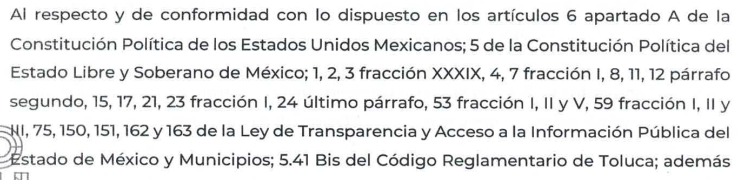 Al respecto y de conformidad con lo dispuesto en los artículos 6 apartado A de la
Constitución Política de los Estados Unidos Mexicanos; 5 de la Constitución Política del
Estado Libre y Soberano de México; 1, 2, 3 fracción XXXIX, 4, 7 fracción I, 8, 11, 12 párrafo
segundo, 15, 17, 21, 23 fracción I, 24 último párrafo, 53 fracción I, II y V, 59 fracción I, II y
III, 75, 150, 151, 162 y 163 de la Ley de Transparencia y Acceso a la Información Pública del
Estado de México y Municipios; 5.41 Bis del Código Reglamentario de Toluca; además